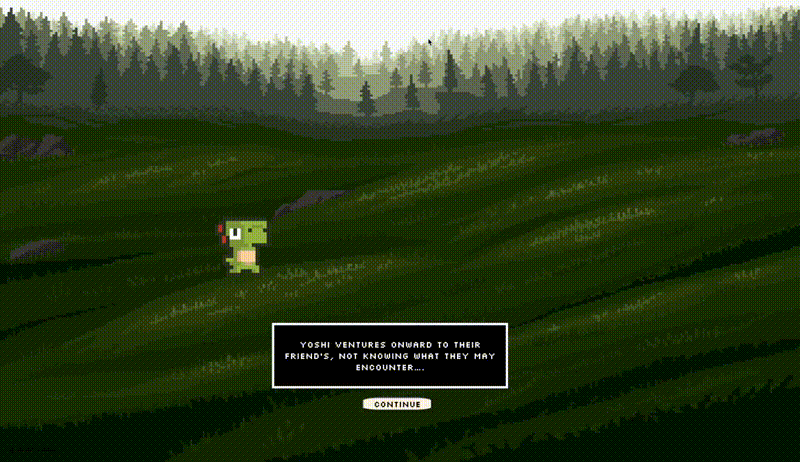 YOSHI VENTURES ONWARD TO THEIR
FRIEND'S, NOT KNOWING WHAT THEY MAY
ENCOUNTER....
CONTINUE